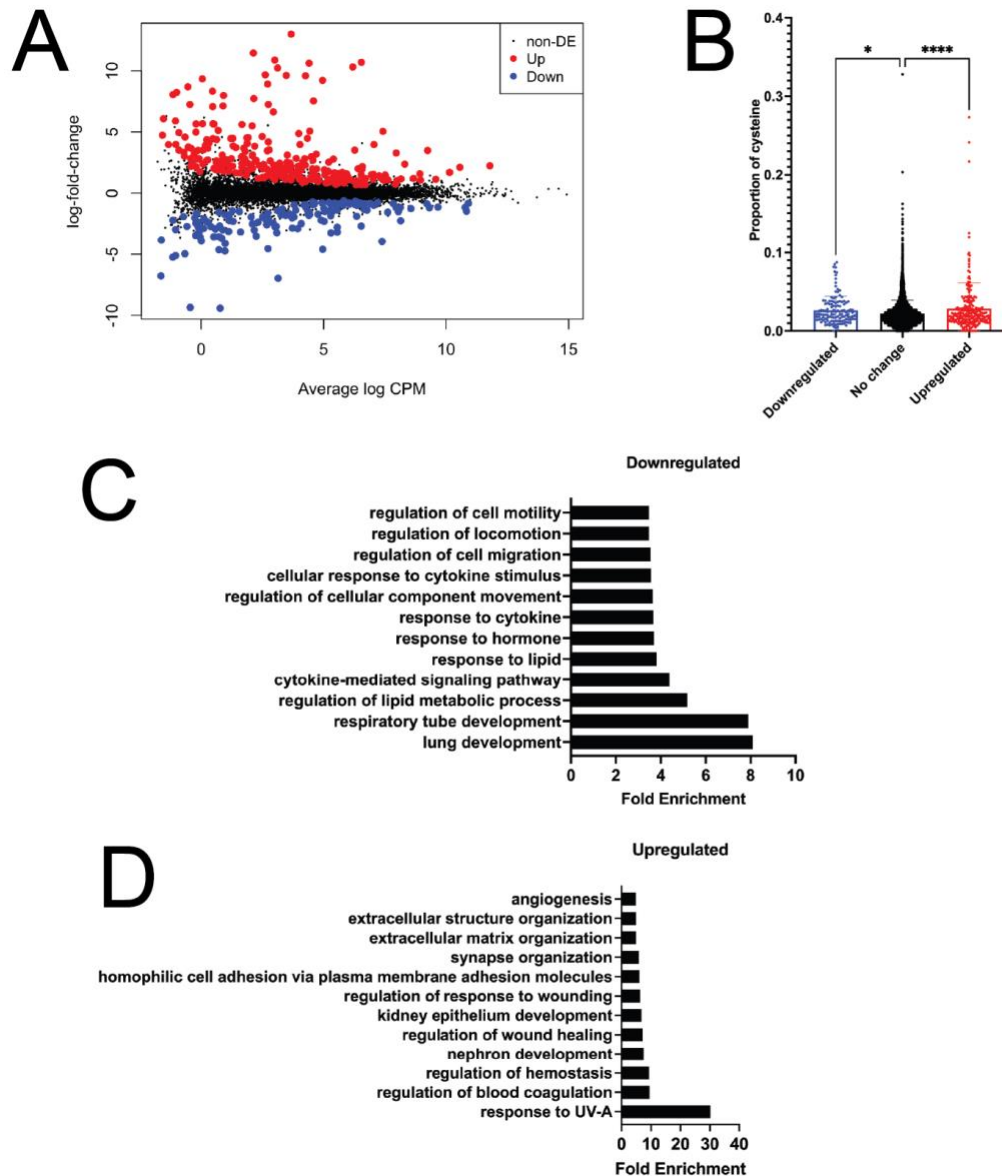 A
non-DE
Up
Down
log-fold-change
10
5
0
-5
-10
0
5
10
15
Average log CPM
B
*
****
Proportion of cysteine
0.4
0.3
0.2
0.1
0.0
Downregulated
No change
Upregulated
C
Downregulated
regulation of cell motility
regulation of locomotion
regulation of cell migration
cellular response to cytokine stimulus
regulation of cellular component movement
response to cytokine
response to hormone
response to lipid
cytokine-mediated signaling pathway
regulation of lipid metabolic process
respiratory tube development
lung development
0 2 4 6 8 10
Fold Enrichment
D
Upregulated
angiogenesis
extracellular structure organization
extracellular matrix organization
synapse organization
homophilic cell adhesion via plasma membrane adhesion molecules
regulation of response to wounding
kidney epithelium development
regulation of wound healing
nephron development
regulation of hemostasis
regulation of blood coagulation
response to UV-A
0 10 20 30 40
Fold Enrichment